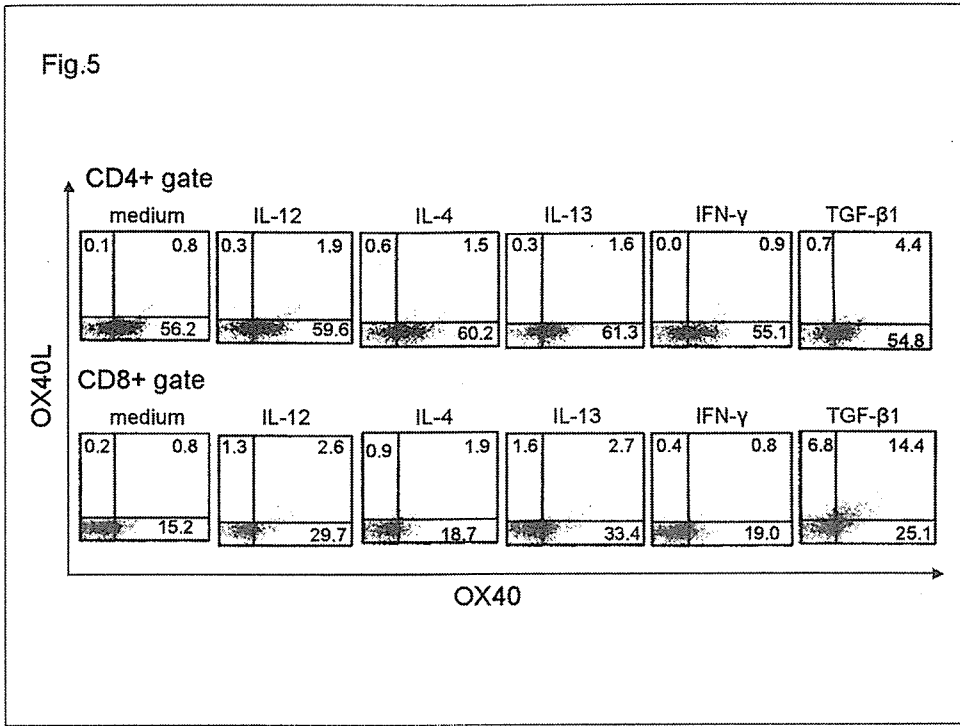 Fig.5
CD4+ gate
medium IL-12 IL-4 IL-13 IFN-γ TGF-β1
0.1 0.8 0.3 1.9 0.6 1.5 0.3 1.6 0.0 0.9 0.7 4.4
56.2 59.6 60.2 61.3 55.1 54.8
OX40L
CD8+ gate
medium IL-12 IL-4 IL-13 IFN-γ TGF-β1
0.2 0.8 1.3 2.6 0.9 1.9 1.6 2.7 0.4 0.8 6.8 14.4
15.2 29.7 18.7 33.4 19.0 25.1
OX40